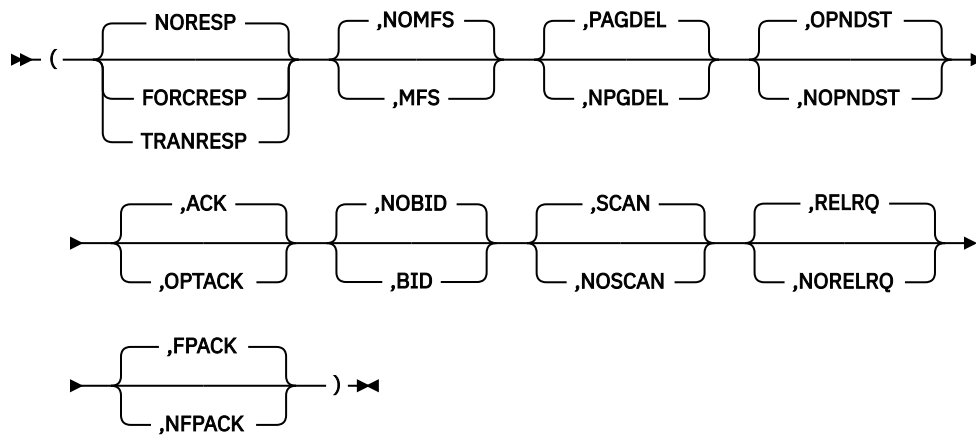 NORESP ,NOMFS ,PAGDEL ,OPNDST
(
FORCRESP ,MFS ,NPGDEL ,NOPNDST
TRANRESP
,ACK ,NOBID ,SCAN ,RELRQ
,OPTACK ,BID ,NOSCAN ,NORELRQ
,FPACK
)
,NFPACK